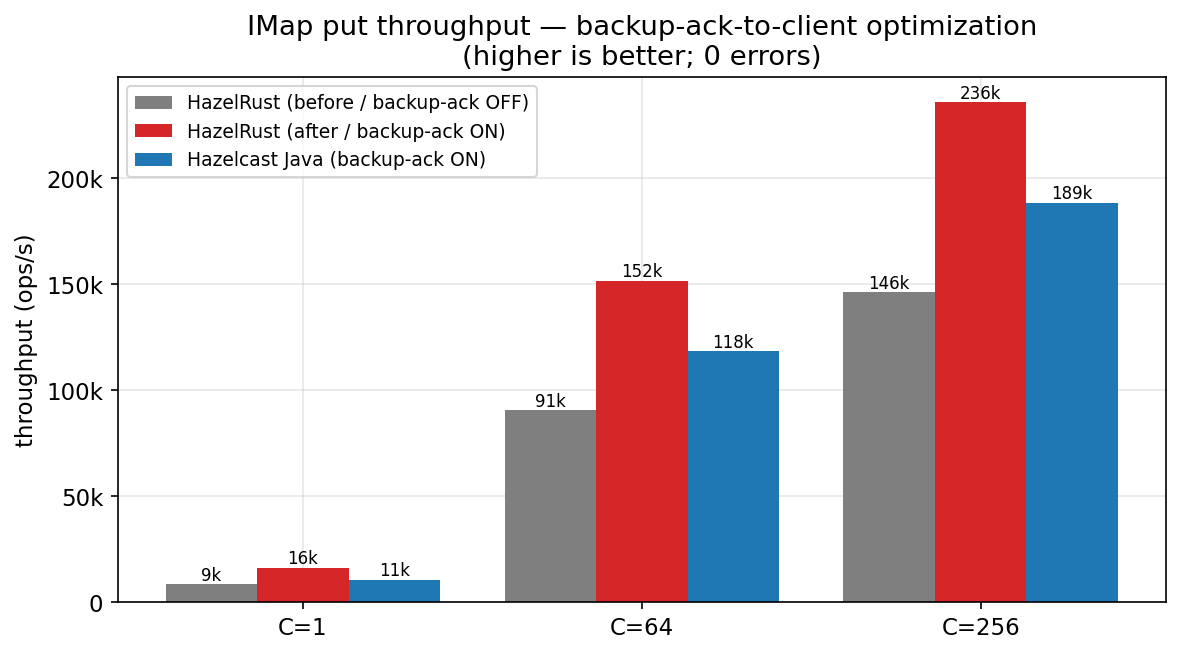 IMap put throughput — backup-ack-to-client optimization
(higher is better; 0 errors)
HazelRust (before / backup-ack OFF)
HazelRust (after / backup-ack ON)
Hazelcast Java (backup-ack ON)
throughput (ops/s)
200k
150k
100k
50k
0
9k
16k
11k
91k
152k
118k
146k
236k
189k
C=1
C=64
C=256